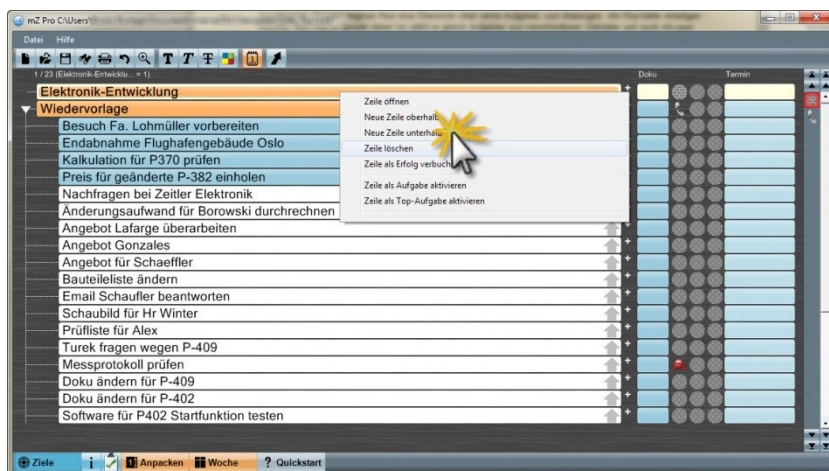 mZ Pro C:\Users\
Datei Hilfe
T T T
1 / 23 (Elektronik-Entwicklu... = 1) Doku Termin
Elektronik-Entwicklung
Wiedervorlage
Besuch Fa. Lohmüller vorbereiten
Endabnahme Flughafengebäude Oslo
Kalkulation für P370 prüfen
Preis für geänderte P-382 einholen
Nachfragen bei Zeitler Elektronik
Änderungsaufwand für Borowski durchrechnen
Angebot Lafarge überarbeiten
Angebot Gonzales
Angebot für Schaeffler
Bauteileliste ändern
Email Schaufler beantworten
Schaubild für Hr Winter
Prüfliste für Alex
Turek fragen wegen P-409
Messprotokoll prüfen
Doku ändern für P-409
Doku ändern für P-402
Software für P402 Startfunktion testen
Zeile öffnen
Neue Zeile oberhalb
Neue Zeile unterhalb
Zeile löschen
Zeile als Erfolg verbuch
Zeile als Aufgabe aktivieren
Zeile als Top-Aufgabe aktivieren
Ziele i Anpacken Woche ? Quickstart